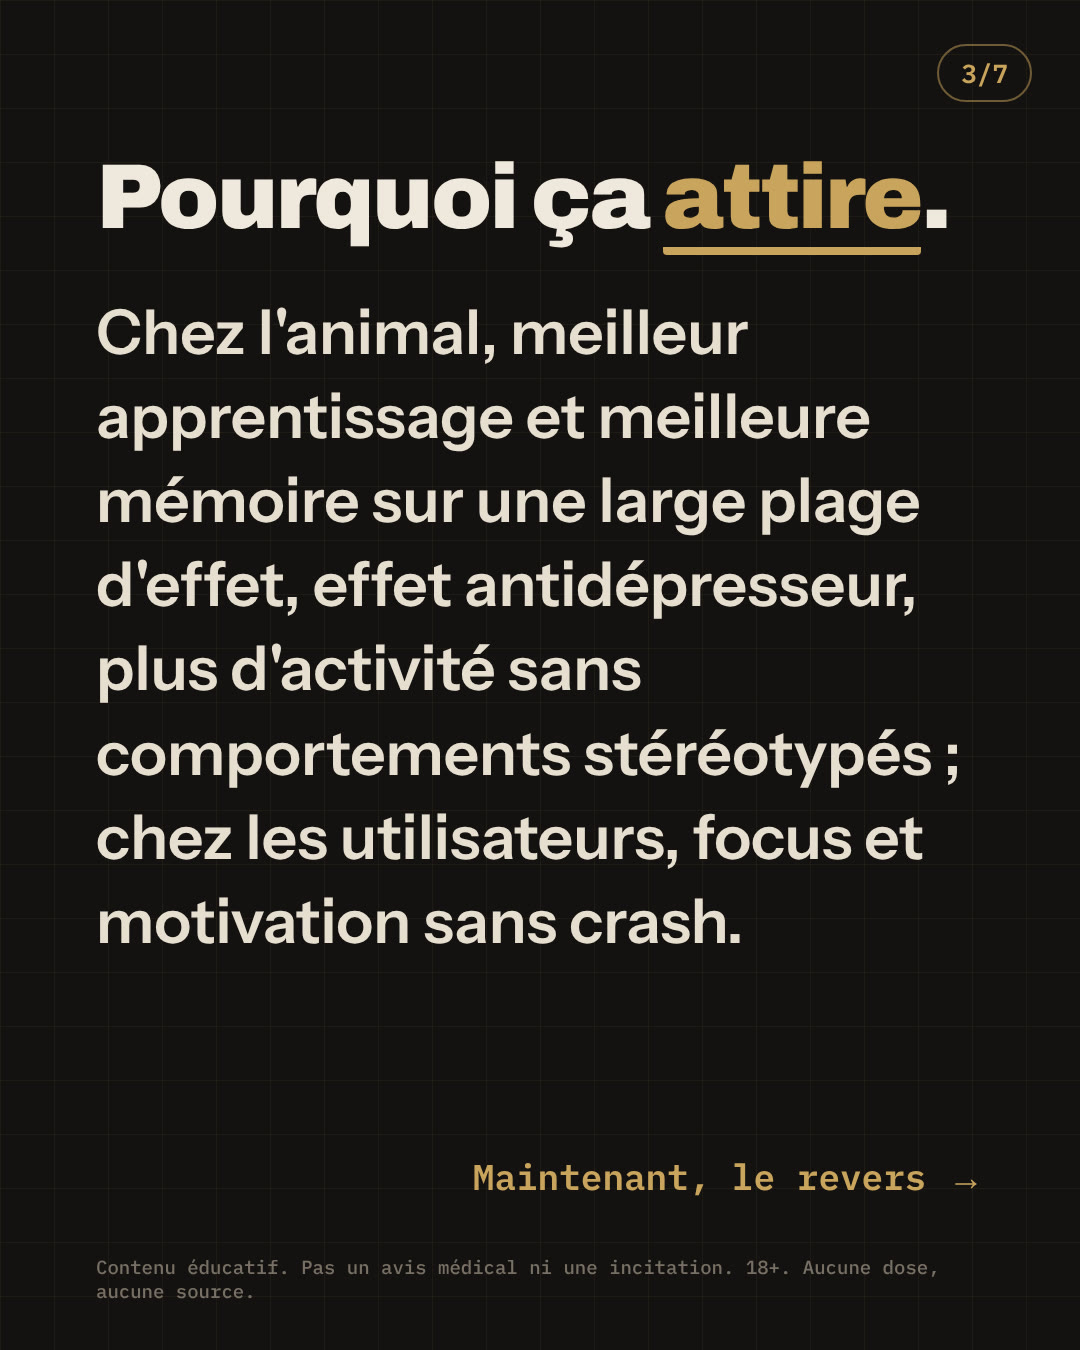 3/7
Pourquoi ça attire.
Chez l'animal, meilleur
apprentissage et meilleure
mémoire sur une large plage
d'effet, effet antidépresseur,
plus d'activité sans
comportements stéréotypés ;
chez les utilisateurs, focus et
motivation sans crash.
Maintenant, le revers →
Contenu éducatif. Pas un avis médical ni une incitation. 18+. Aucune dose,
aucune source.